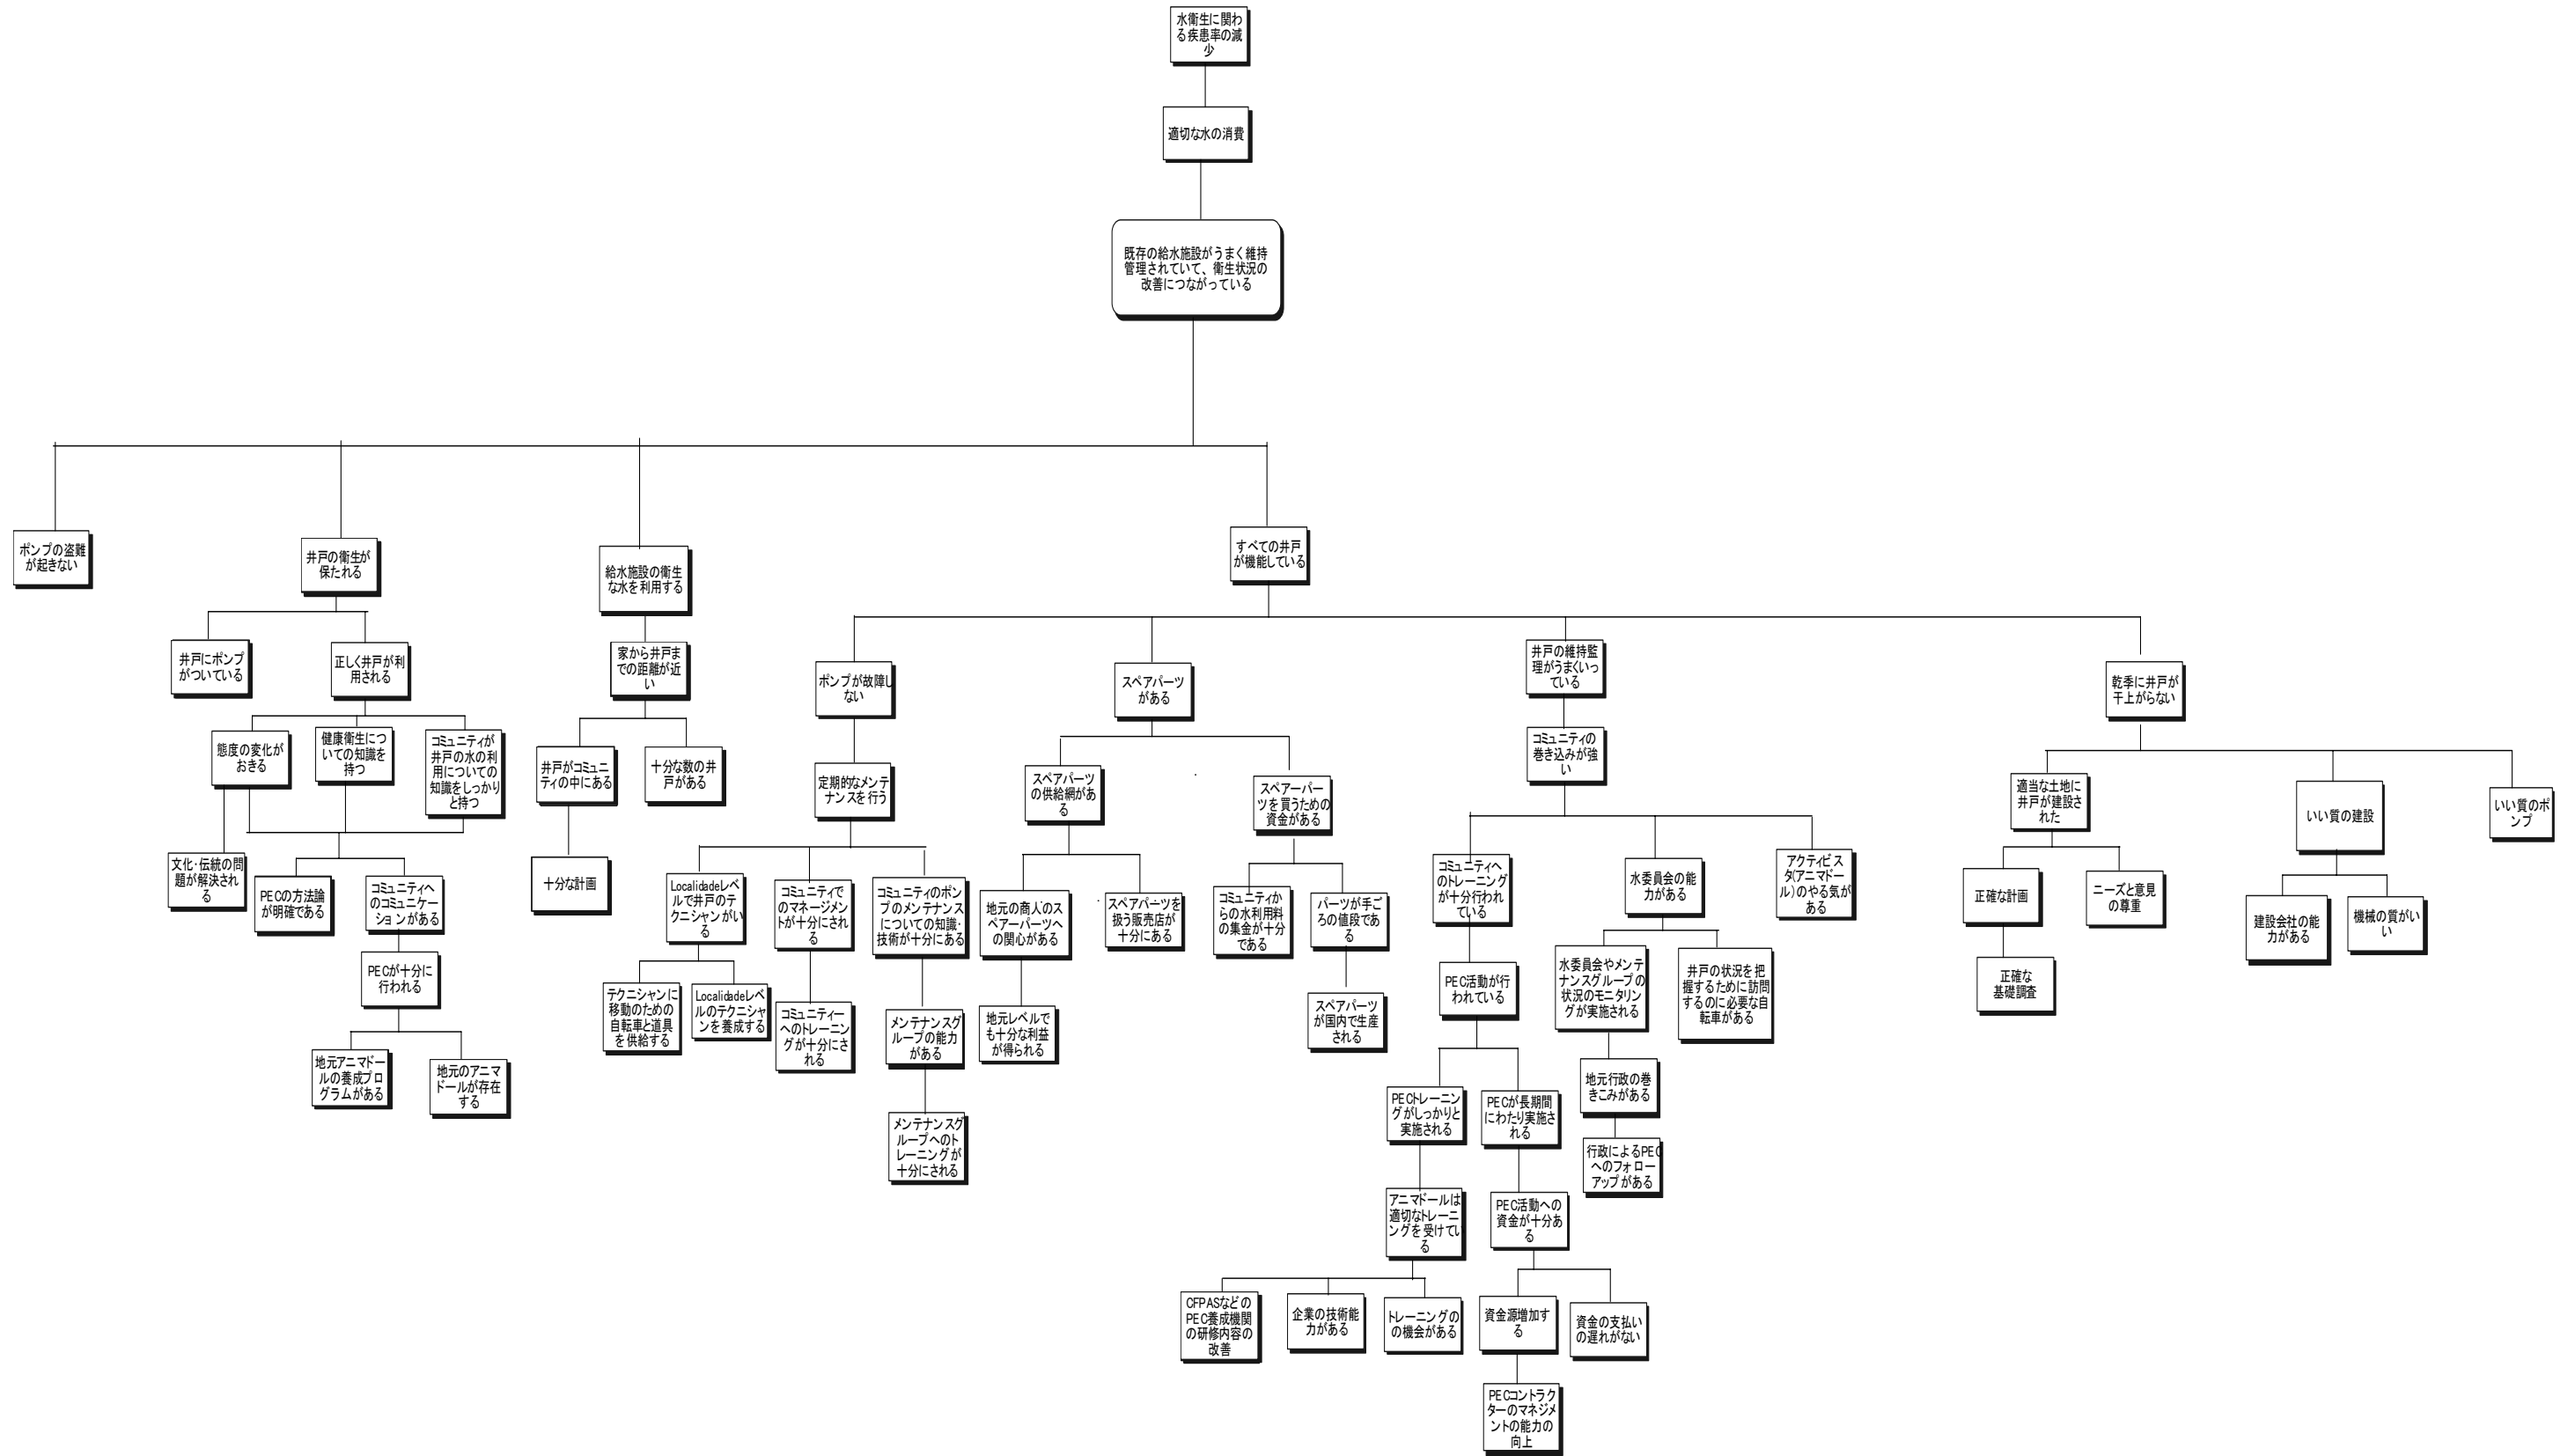 水衛生に関わ
る疾患率の減
少
適切な水の消費
既存の給水施設がうまく維持
管理されていて、衛生状況の
改善につながっている
ポンプの盗難
が起きない
井戸の衛生が
保たれる
給水施設の衛生
な水を利用する
すべての井戸
が機能している
井戸にポンプ
がついている
正しく井戸が利
用される
家から井戸ま
での距離が近
い
ポンプが故障し
ない
スペアパーツ
がある
井戸の維持監
理がうまくいっ
ている
乾季に井戸が
干上がらない
態度の変化が
おきる
健康衛生につ
いての知識を
持つ
コミュニティが
井戸の水の利
用についての
知識をしっかり
と持つ
井戸がコミュニ
ティの中にある
十分な数の井
戸がある
定期的なメンテ
ナンスを行う
スペアパーツ
の供給網があ
る
スペアーパー
ツを買うための
資金がある
コミュニティの
巻き込みが強
い
適当な土地に
井戸が建設さ
れた
いい質の建設
いい質のポ
ンプ
文化・伝統の問
題が解決され
る
PECの方法論
が明確である
コミュニティへ
のコミュニケー
ションがある
十分な計画
Localidadeレベ
ルで井戸のテ
クニシャンがい
る
コミュニティで
のマネージメン
トが十分にされ
る
コミュニティのポン
プのメンテナンス
についての知識・
技術が十分にある
地元の商人のス
ペアーパーツへ
の関心がある
スペアパーツを
扱う販売店が
十分にある
コミュニティか
らの水利用料
の集金が十分
である
パーツが手ご
ろの値段であ
る
コミュニティへ
のトレーニング
が十分行われ
ている
水委員会の能
力がある
アクティビス
タ(アニマドー
ル)のやる気が
ある
正確な計画
ニーズと意見
の尊重
建設会社の能
力がある
機械の質がい
い
PECが十分に
行われる
テクニシャンに
移動のための
自転車と道具
を供給する
Localidadeレベ
ルのテクニシャ
ンを養成する
コミュニティー
へのトレーニン
グが十分にさ
れる
メンテナンスグ
ループの能力
がある
地元レベルで
も十分な利益
が得られる
スペアパーツ
が国内で生産
される
PEC活動が行
われている
水委員会やメンテ
ナンスグループの
状況のモニタリン
グが実施される
井戸の状況を把
握するために訪問
するのに必要な自
転車がある
正確な
基礎調査
地元アニマドー
ルの養成プロ
グラムがある
地元のアニマ
ドールが存在
する
メンテナンスグ
ループへのト
レーニングが
十分にされる
PECトレーニン
グがしっかりと
実施される
PECが長期間
にわたり実施さ
れる
地元行政の巻
きこみがある
行政によるPEC
へのフォロー
アップがある
アニマドールは
適切なトレーニ
ングを受けてい
る
PEC活動への
資金が十分あ
る
CFPASなどの
PEC養成機関
の研修内容の
改善
企業の技術能
力がある
トレーニングの
の機会がある
資金源増加す
る
資金の支払い
の遅れがない
PECコントラク
ターのマネジメ
ントの能力の
向上